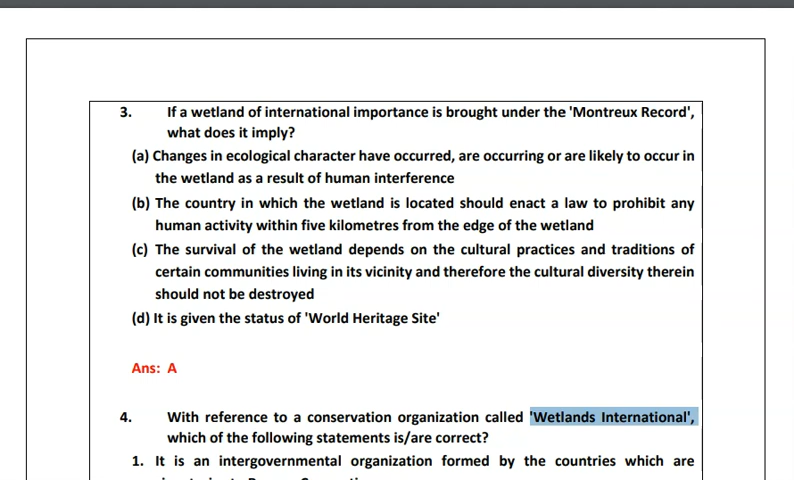 3. If a wetland of international importance is brought under the 'Montreux Record',
what does it imply?
(a) Changes in ecological character have occurred, are occurring or are likely to occur in
the wetland as a result of human interference
(b) The country in which the wetland is located should enact a law to prohibit any
human activity within five kilometres from the edge of the wetland
(c) The survival of the wetland depends on the cultural practices and traditions of
certain communities living in its vicinity and therefore the cultural diversity therein
should not be destroyed
(d) It is given the status of 'World Heritage Site'
Ans: A
4. With reference to a conservation organization called 'Wetlands International',
which of the following statements is/are correct?
1. It is an intergovernmental organization formed by the countries which are